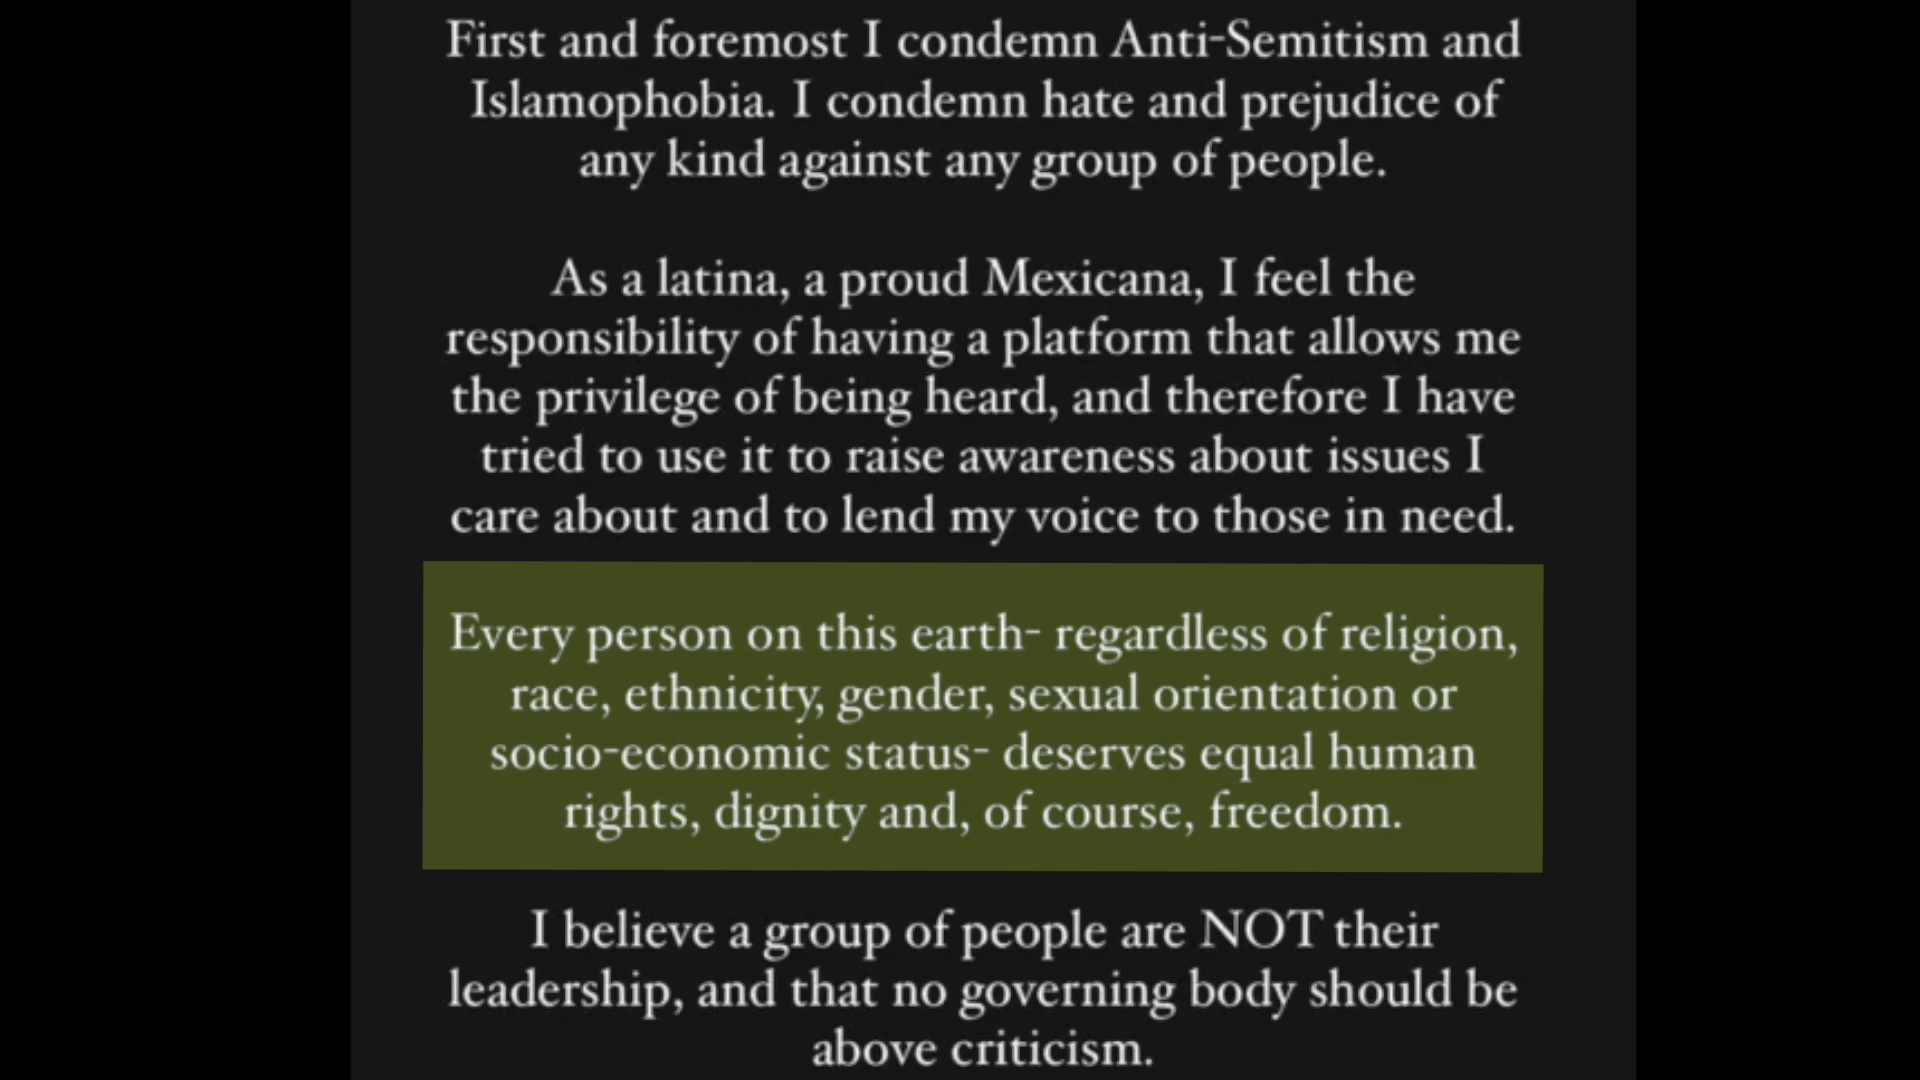 First and foremost I condemn Anti-Semitism and
Islamophobia. I condemn hate and prejudice of
any kind against any group of people.
As a latina, a proud Mexicana, I feel the
responsibility of having a platform that allows me
the privilege of being heard, and therefore I have
tried to use it to raise awareness about issues I
care about and to lend my voice to those in need.
Every person on this earth- regardless of religion,
race, ethnicity, gender, sexual orientation or
socio-economic status- deserves equal human
rights, dignity and, of course, freedom.
I believe a group of people are NOT their
leadership, and that no governing body should be
above criticism.